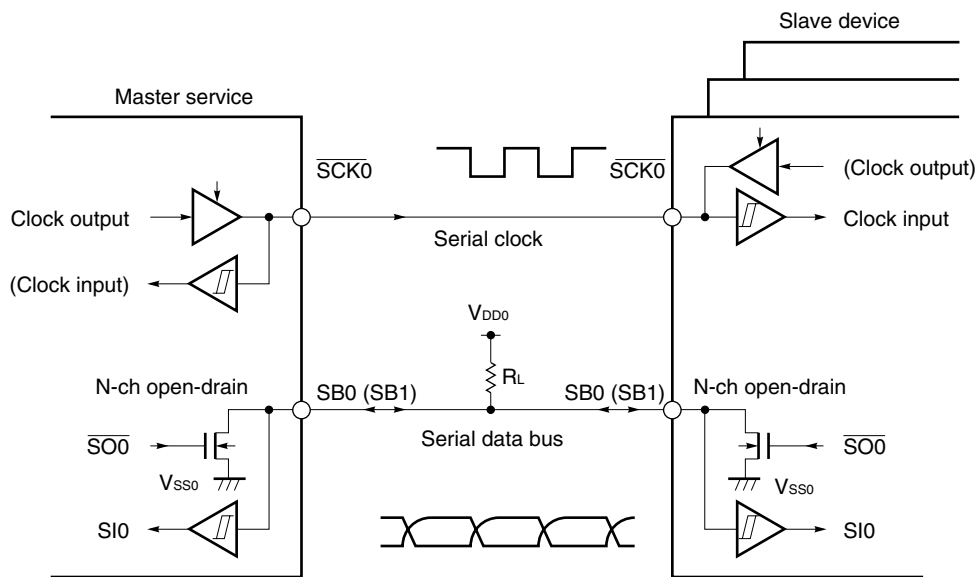 Slave device
Master service
SCK0
SCK0
(Clock output)
Clock output
Serial clock
Clock input
(Clock input)
VDD0
RL
N-ch open-drain
SB0 (SB1)
SB0 (SB1)
N-ch open-drain
Serial data bus
SO0
SO0
VSS0
VSS0
SI0
SI0